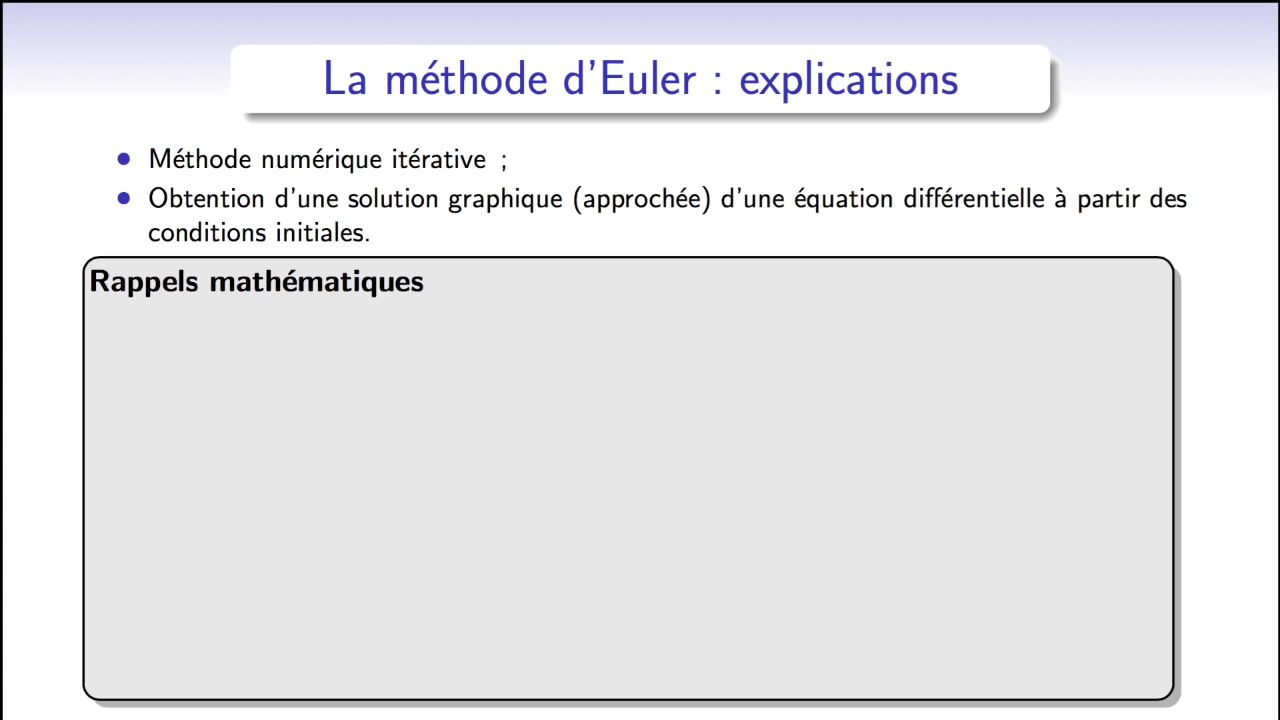 La méthode d'Euler : explications
• Méthode numérique itérative ;
• Obtention d'une solution graphique (approchée) d'une équation différentielle à partir des
conditions initiales.
Rappels mathématiques